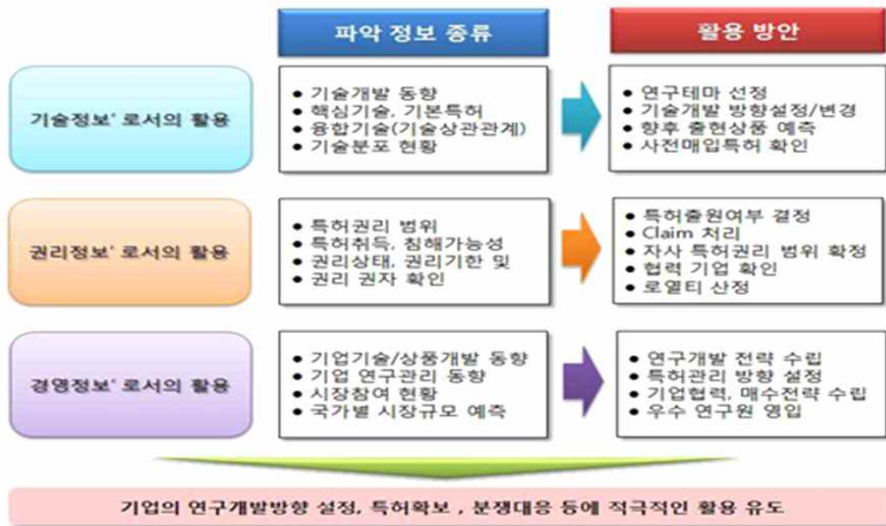 파악 정보 종류
활용 방안
기술정보' 로서의 활용
● 기술개발 동향
● 핵심기술, 기본특허
● 융합기술(기술상관관계)
● 기술분포 현황
● 연구테마 선정
● 기술개발 방향설정/변경
● 향후 출현상품 예측
● 사전매입특허 확인
권리정보' 로서의 활용
● 특허권리 범위
● 특허취득, 침해가능성
● 권리상태, 권리기한 및
● 권리 권자 확인
● 특허출원여부 결정
● Claim 처리
● 자사 특허권리 범위 확정
● 협력 기업 확인
● 로열티 산정
경영정보' 로서의 활용
● 기업기술/상품개발 동향
● 기업 연구관리 동향
● 시장참여 현황
● 국가별 시장규모 예측
● 연구개발 전략 수립
● 특허관리 방향 설정
● 기업협력, 매수전략 수립
● 우수 연구원 영입
기업의 연구개발방향 설정, 특허확보 , 분쟁대응 등에 적극적인 활용 유도